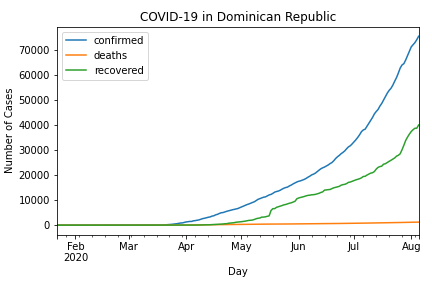 COVID-19 in Dominican Republic
confirmed
deaths
recovered
Number of Cases
70000
60000
50000
40000
30000
20000
10000
0
Feb Mar Apr May Jun Jul Aug
2020
Day